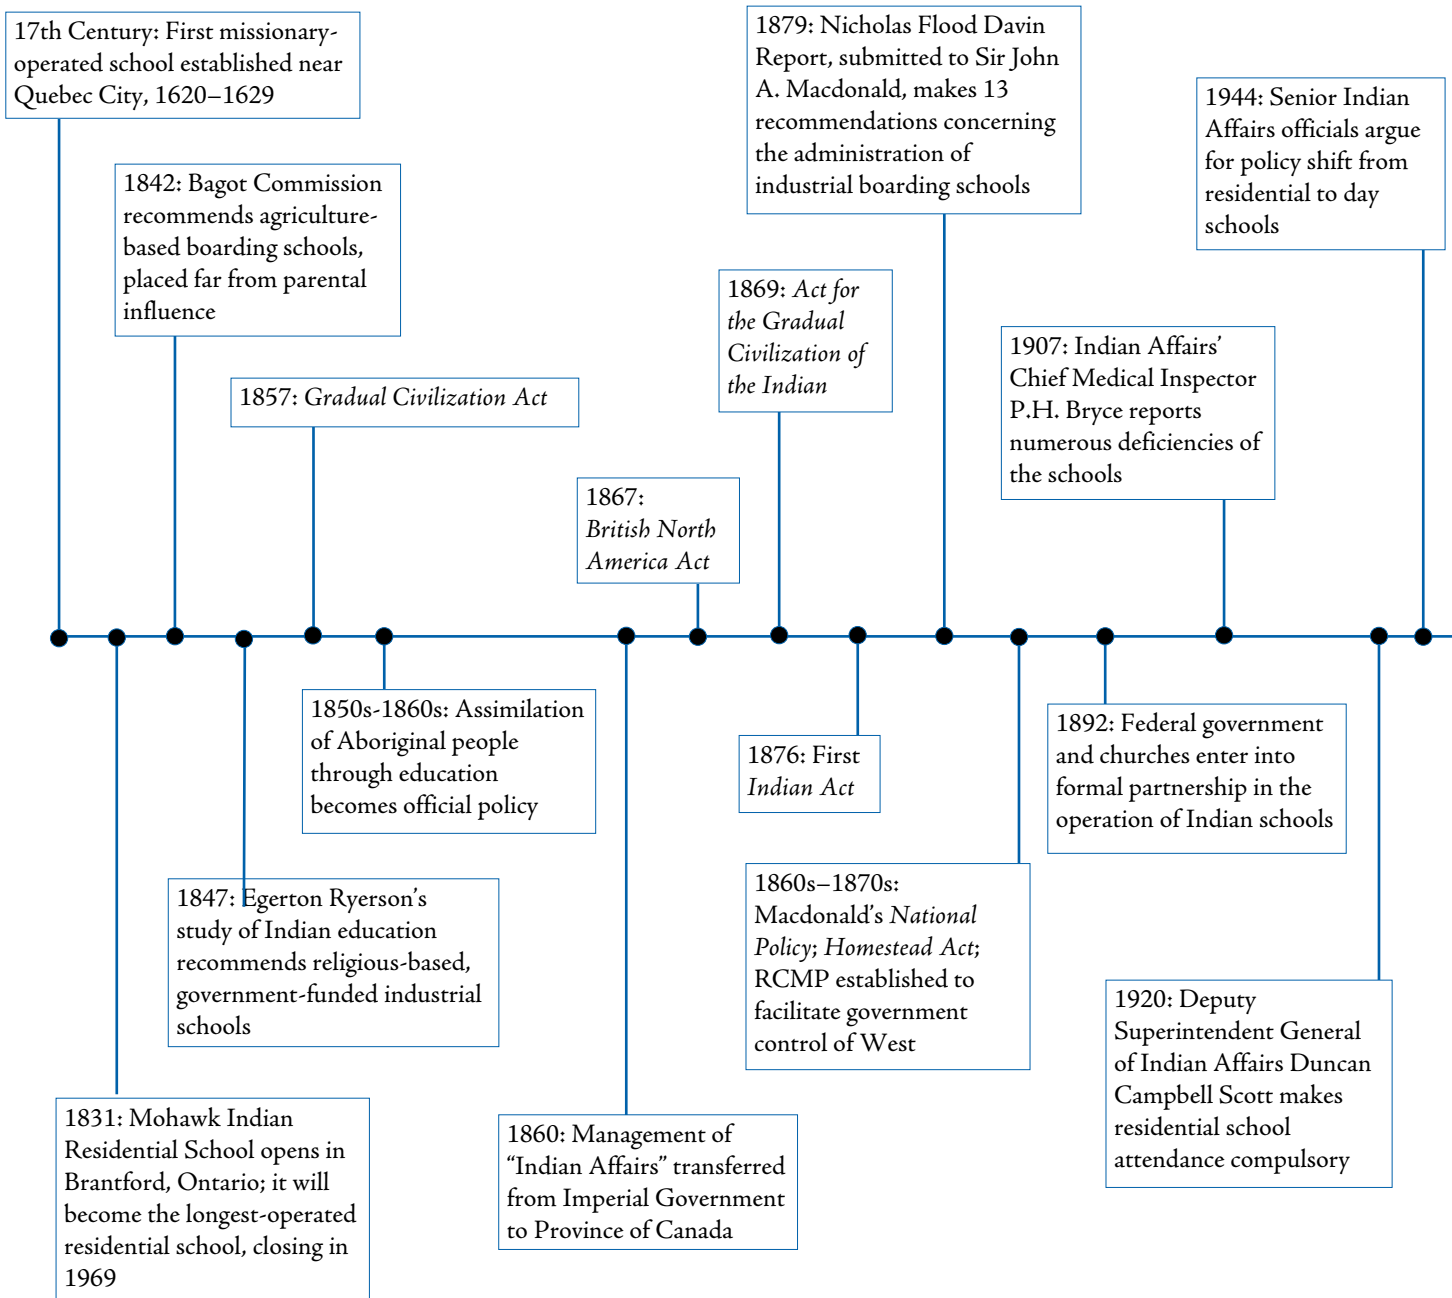 17th Century: First missionary-
operated school established near
Quebec City, 1620–1629
1831: Mohawk Indian
Residential School opens in
Brantford, Ontario; it will
become the longest-operated
residential school, closing in
1969
1842: Bagot Commission
recommends agriculture-
based boarding schools,
placed far from parental
influence
1847: Egerton Ryerson’s
study of Indian education
recommends religious-based,
government-funded industrial
schools
1857: Gradual Civilization Act
1850s-1860s: Assimilation
of Aboriginal people
through education
becomes official policy
1860: Management of
“Indian Affairs” transferred
from Imperial Government
to Province of Canada
1867:
British North
America Act
1869: Act for
the Gradual
Civilization of
the Indian
1876: First
Indian Act
1879: Nicholas Flood Davin
Report, submitted to Sir John
A. Macdonald, makes 13
recommendations concerning
the administration of
industrial boarding schools
1860s–1870s:
Macdonald’s National
Policy; Homestead Act;
RCMP established to
facilitate government
control of West
1892: Federal government
and churches enter into
formal partnership in the
operation of Indian schools
1907: Indian Affairs’
Chief Medical Inspector
P.H. Bryce reports
numerous deficiencies of
the schools
1920: Deputy
Superintendent General
of Indian Affairs Duncan
Campbell Scott makes
residential school
attendance compulsory
1944: Senior Indian
Affairs officials argue
for policy shift from
residential to day
schools